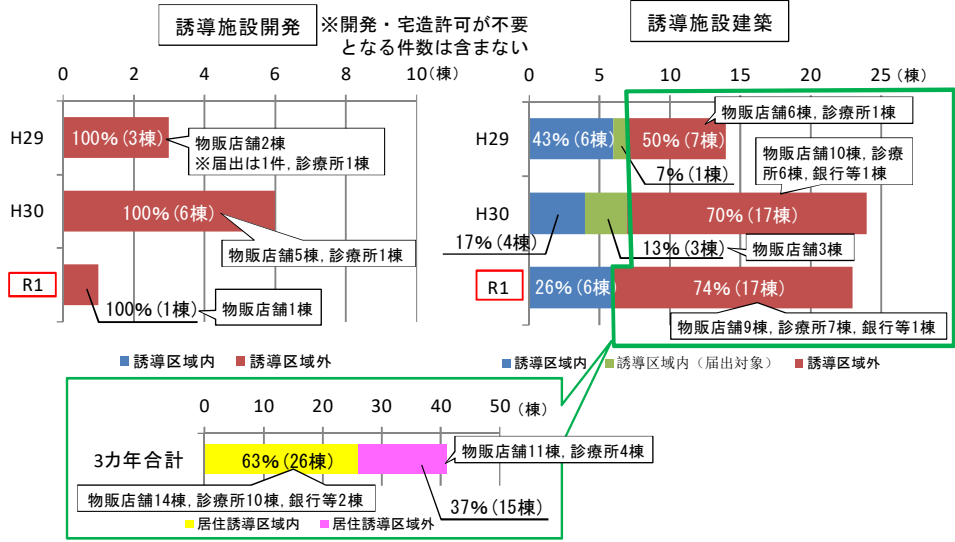 誘導施設開発
※開発・宅造許可が不要
となる件数は含まない
0 2 4 6 8 10(棟)
H29
100%(3棟)
物販店舗2棟
※届出は1件, 診療所1棟
H30
100%(6棟)
物販店舗5棟, 診療所1棟
R1
100%(1棟)
物販店舗1棟
誘導区域内 誘導区域外
誘導施設建築
0 5 10 15 20 25(棟)
H29
43%(6棟)
50%(7棟)
物販店舗6棟, 診療所1棟
7%(1棟)
物販店舗10棟, 診療
所6棟, 銀行等1棟
H30
70%(17棟)
17%(4棟)
13%(3棟)
物販店舗3棟
R1
26%(6棟)
74%(17棟)
物販店舗9棟, 診療所7棟, 銀行等1棟
誘導区域内 誘導区域内（届出対象） 誘導区域外
0 10 20 30 40 50 (棟)
3カ年合計
63%(26棟)
物販店舗11棟, 診療所4棟
物販店舗14棟, 診療所10棟, 銀行等2棟
37%(15棟)
居住誘導区域内 居住誘導区域外